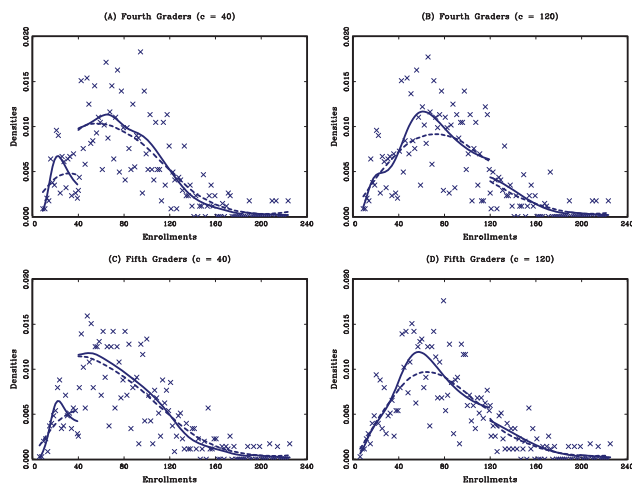 (A) Fourth Graders (c = 40)
0.020
0.015
0.010
0.005
0.000
Densities
0 40 80 120 160 200 240
Enrollments
(B) Fourth Graders (c = 120)
0.020
0.015
0.010
0.005
0.000
Densities
0 40 80 120 160 200 240
Enrollments
(C) Fifth Graders (c = 40)
0.020
0.015
0.010
0.005
0.000
Densities
0 40 80 120 160 200 240
Enrollments
(D) Fifth Graders (c = 120)
0.020
0.015
0.010
0.005
0.000
Densities
0 40 80 120 160 200 240
Enrollments